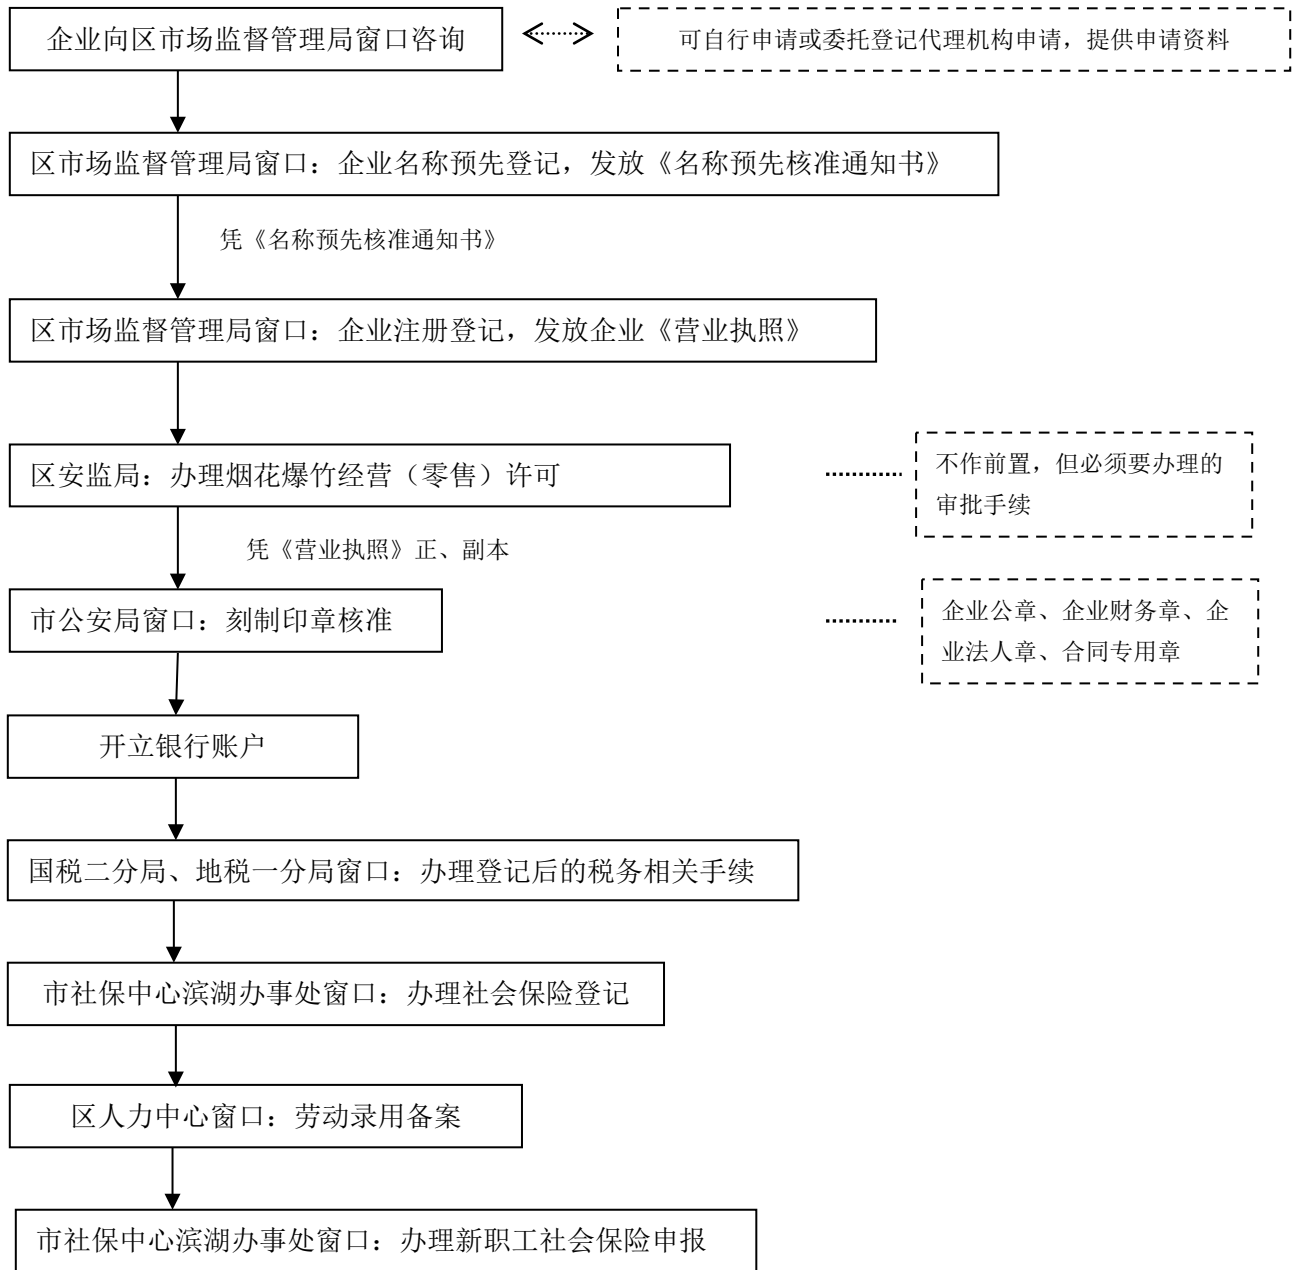 企业向区市场监督管理局窗口咨询
可自行申请或委托登记代理机构申请，提供申请资料
区市场监督管理局窗口：企业名称预先登记，发放《名称预先核准通知书》
凭《名称预先核准通知书》
区市场监督管理局窗口：企业注册登记，发放企业《营业执照》
区安监局：办理烟花爆竹经营（零售）许可
不作前置，但必须要办理的
审批手续
凭《营业执照》正、副本
市公安局窗口：刻制印章核准
企业公章、企业财务章、企
业法人章、合同专用章
开立银行账户
国税二分局、地税一分局窗口：办理登记后的税务相关手续
市社保中心滨湖办事处窗口：办理社会保险登记
区人力中心窗口：劳动录用备案
市社保中心滨湖办事处窗口：办理新职工社会保险申报